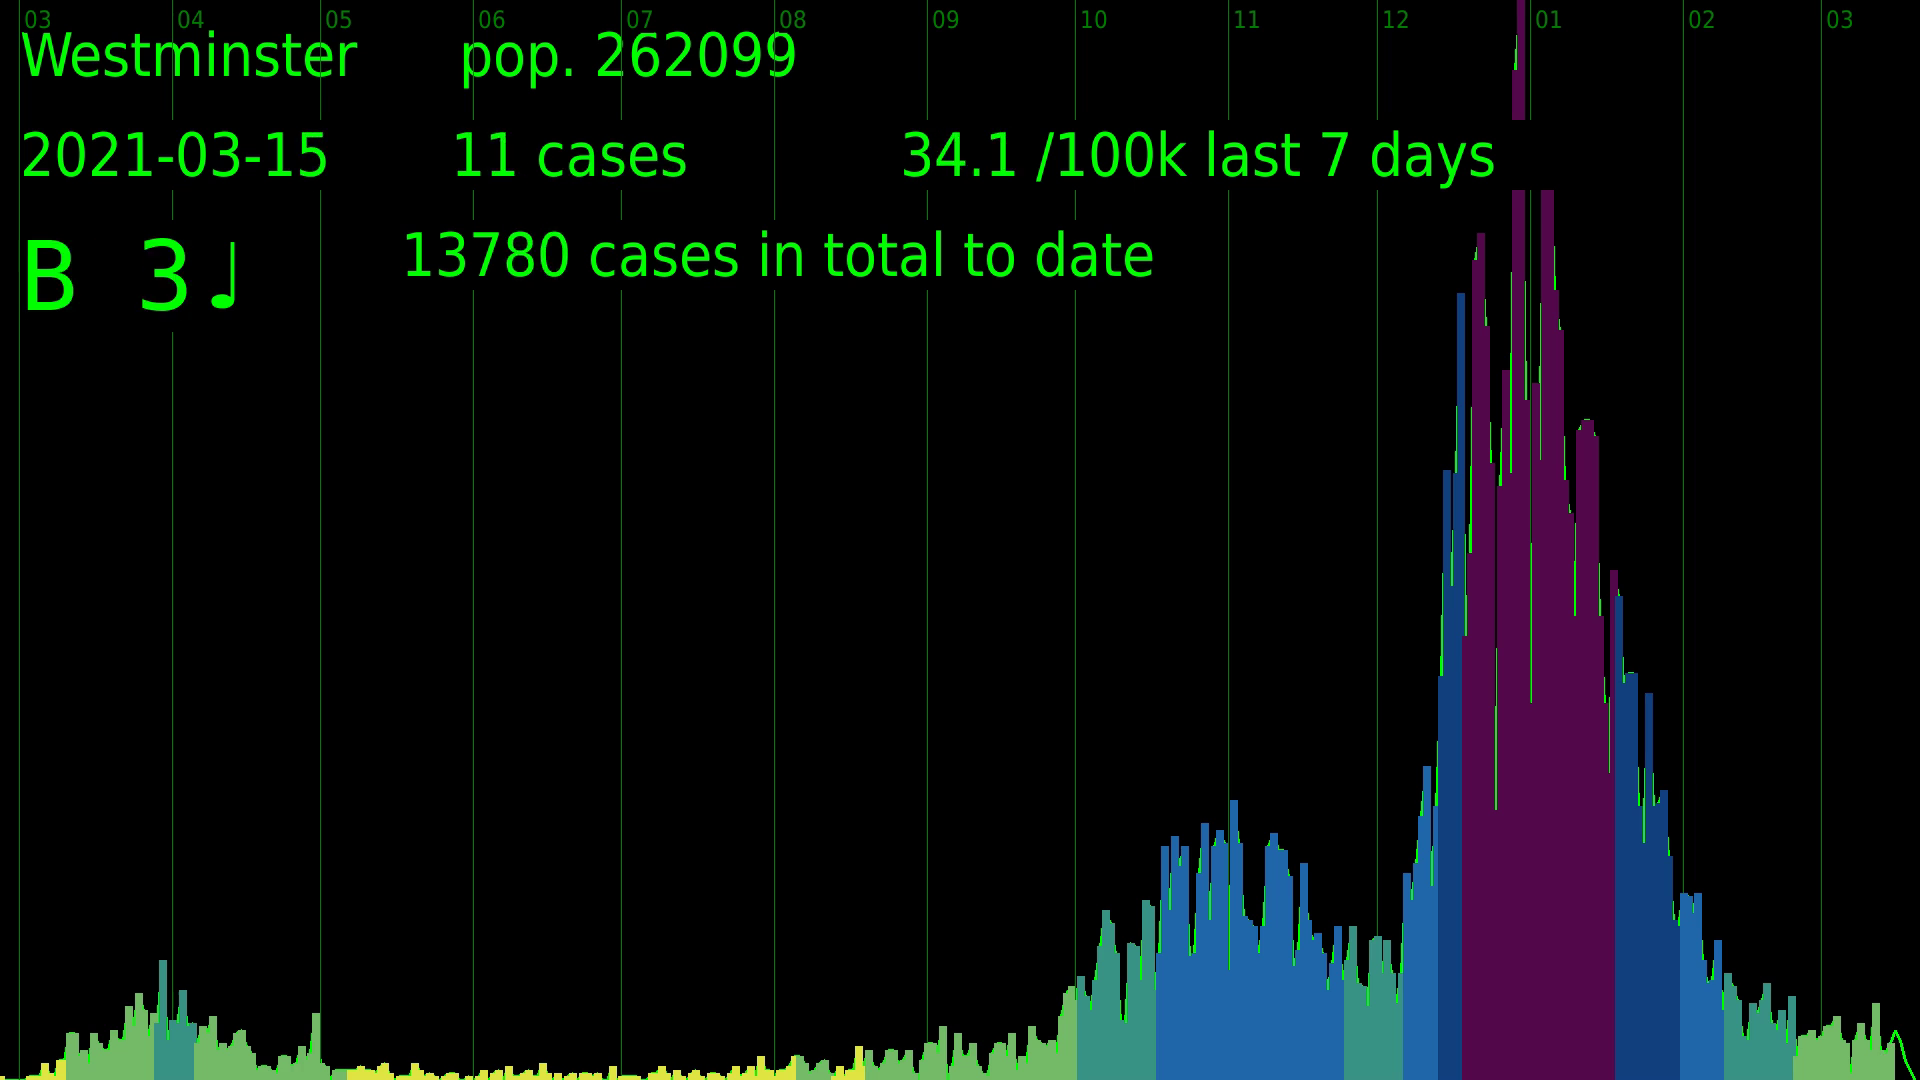 03 04 05 06 07 08 09 10 11 12 01 02 03
Westminster pop. 262099
2021-03-15 11 cases 34.1 /100k last 7 days
B 3♩ 13780 cases in total to date